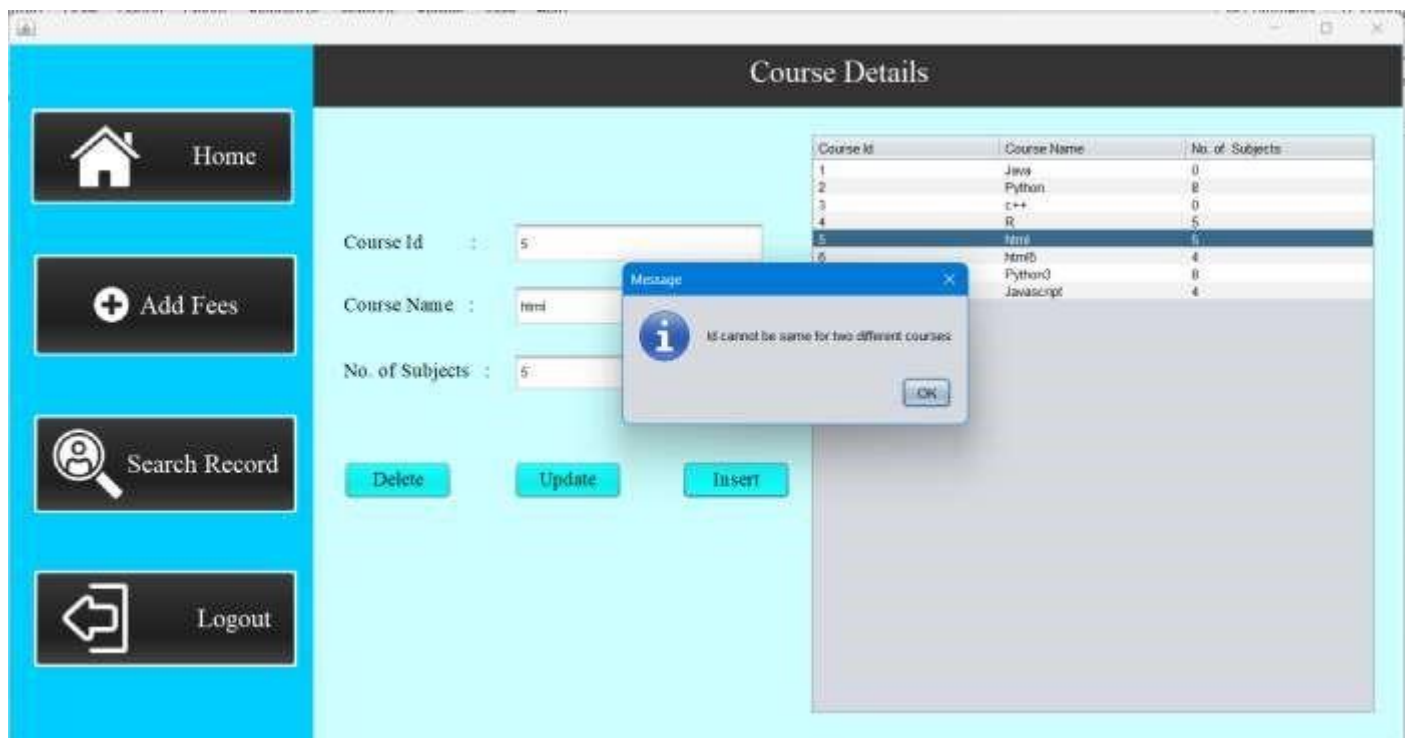 Course Details
Home
Add Fees
Search Record
Logout
Course Id :
5
Course Name :
html
No. of Subjects :
5
Delete
Update
Insert
Course Id Course Name No. of Subjects
1 Java 0
2 Python 8
3 c++ 0
4 R 5
5 html 5
6 html5 4
Python3 8
Javascript 4
Message
Id cannot be same for two different courses
OK